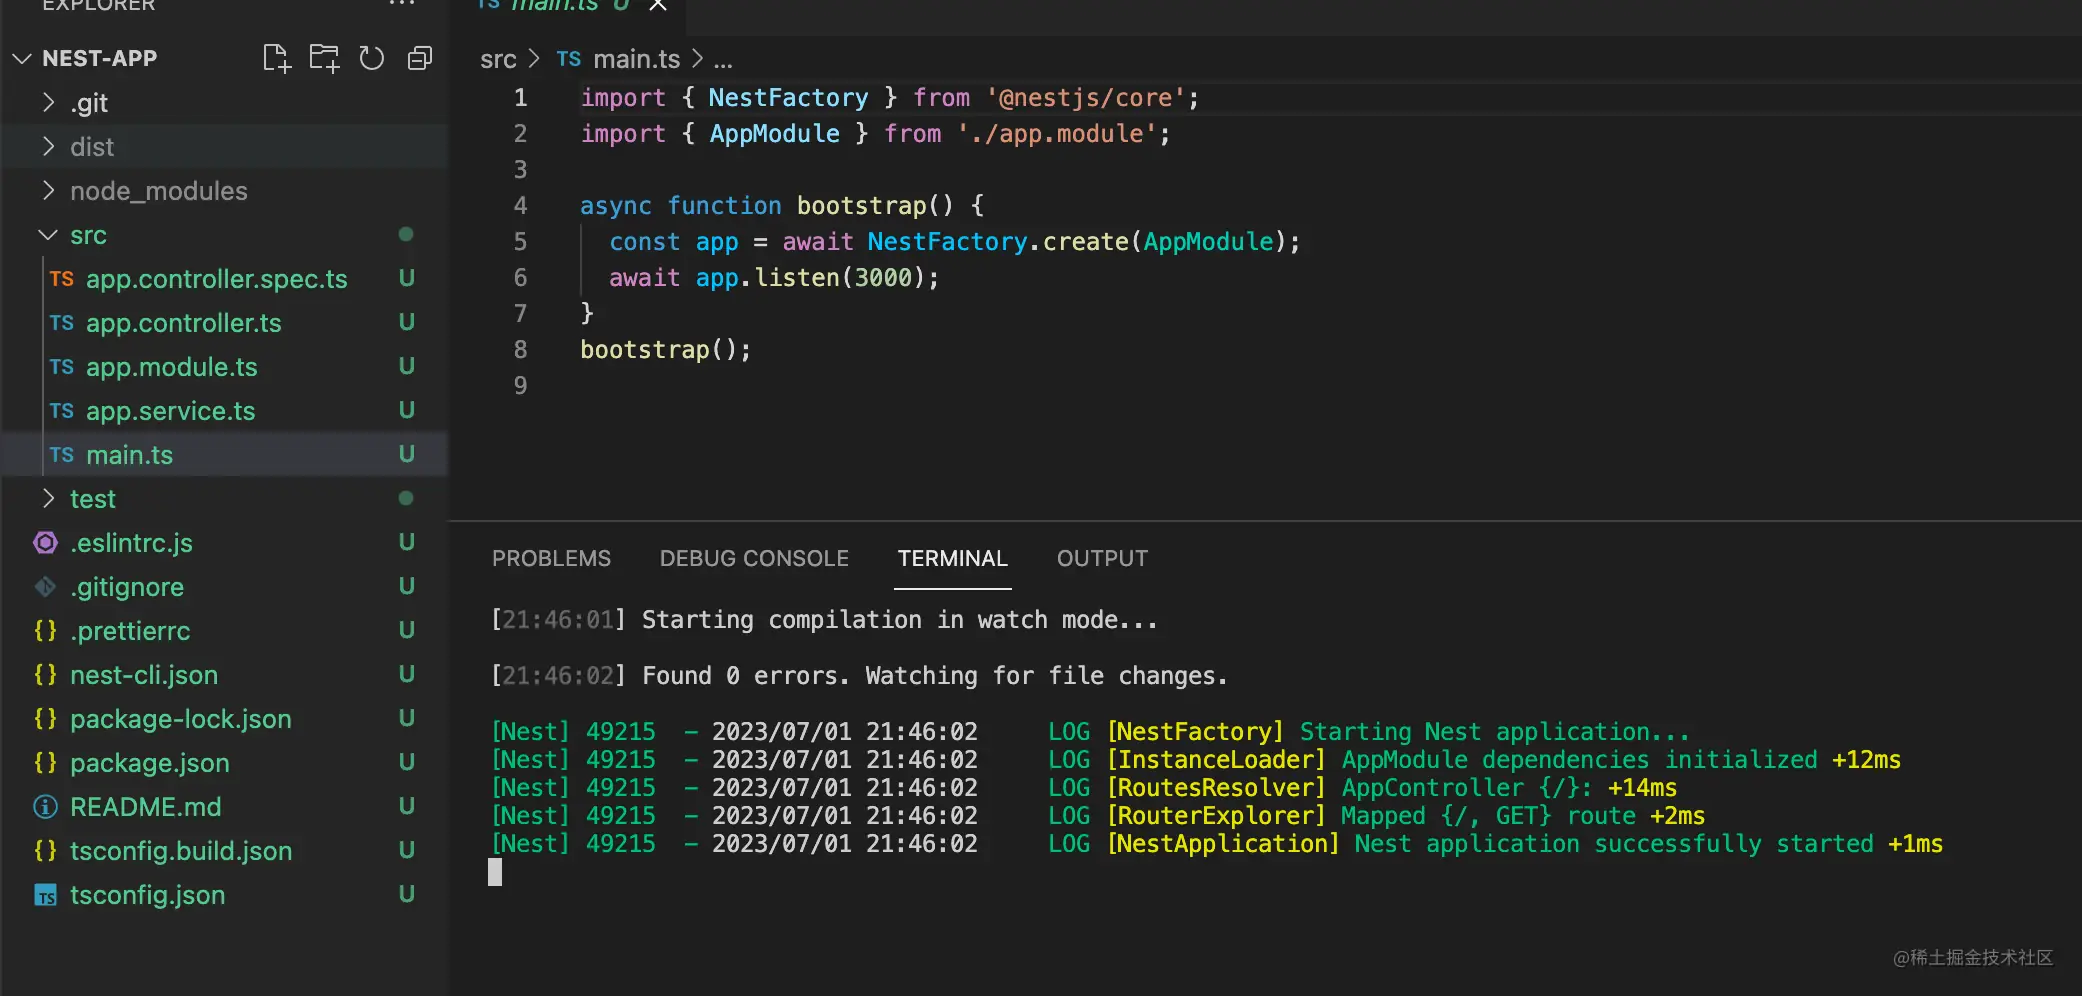 EXPLORER ...
NEST-APP
.git
dist
node_modules
src
TS app.controller.spec.ts U
TS app.controller.ts U
TS app.module.ts U
TS app.service.ts U
TS main.ts U
test
.eslintrc.js U
.gitignore U
{} .prettierrc U
{} nest-cli.json U
{} package-lock.json U
{} package.json U
README.md U
{} tsconfig.build.json U
TS tsconfig.json U
TS main.ts U
src > TS main.ts > ...
1 import { NestFactory } from '@nestjs/core';
2 import { AppModule } from './app.module';
3
4 async function bootstrap() {
5 const app = await NestFactory.create(AppModule);
6 await app.listen(3000);
7 }
8 bootstrap();
9
PROBLEMS DEBUG CONSOLE TERMINAL OUTPUT
[21:46:01] Starting compilation in watch mode...
[21:46:02] Found 0 errors. Watching for file changes.
[Nest] 49215 - 2023/07/01 21:46:02 LOG [NestFactory] Starting Nest application...
[Nest] 49215 - 2023/07/01 21:46:02 LOG [InstanceLoader] AppModule dependencies initialized +12ms
[Nest] 49215 - 2023/07/01 21:46:02 LOG [RoutesResolver] AppController {/}: +14ms
[Nest] 49215 - 2023/07/01 21:46:02 LOG [RouterExplorer] Mapped {/, GET} route +2ms
[Nest] 49215 - 2023/07/01 21:46:02 LOG [NestApplication] Nest application successfully started +1ms
@稀土掘金技术社区